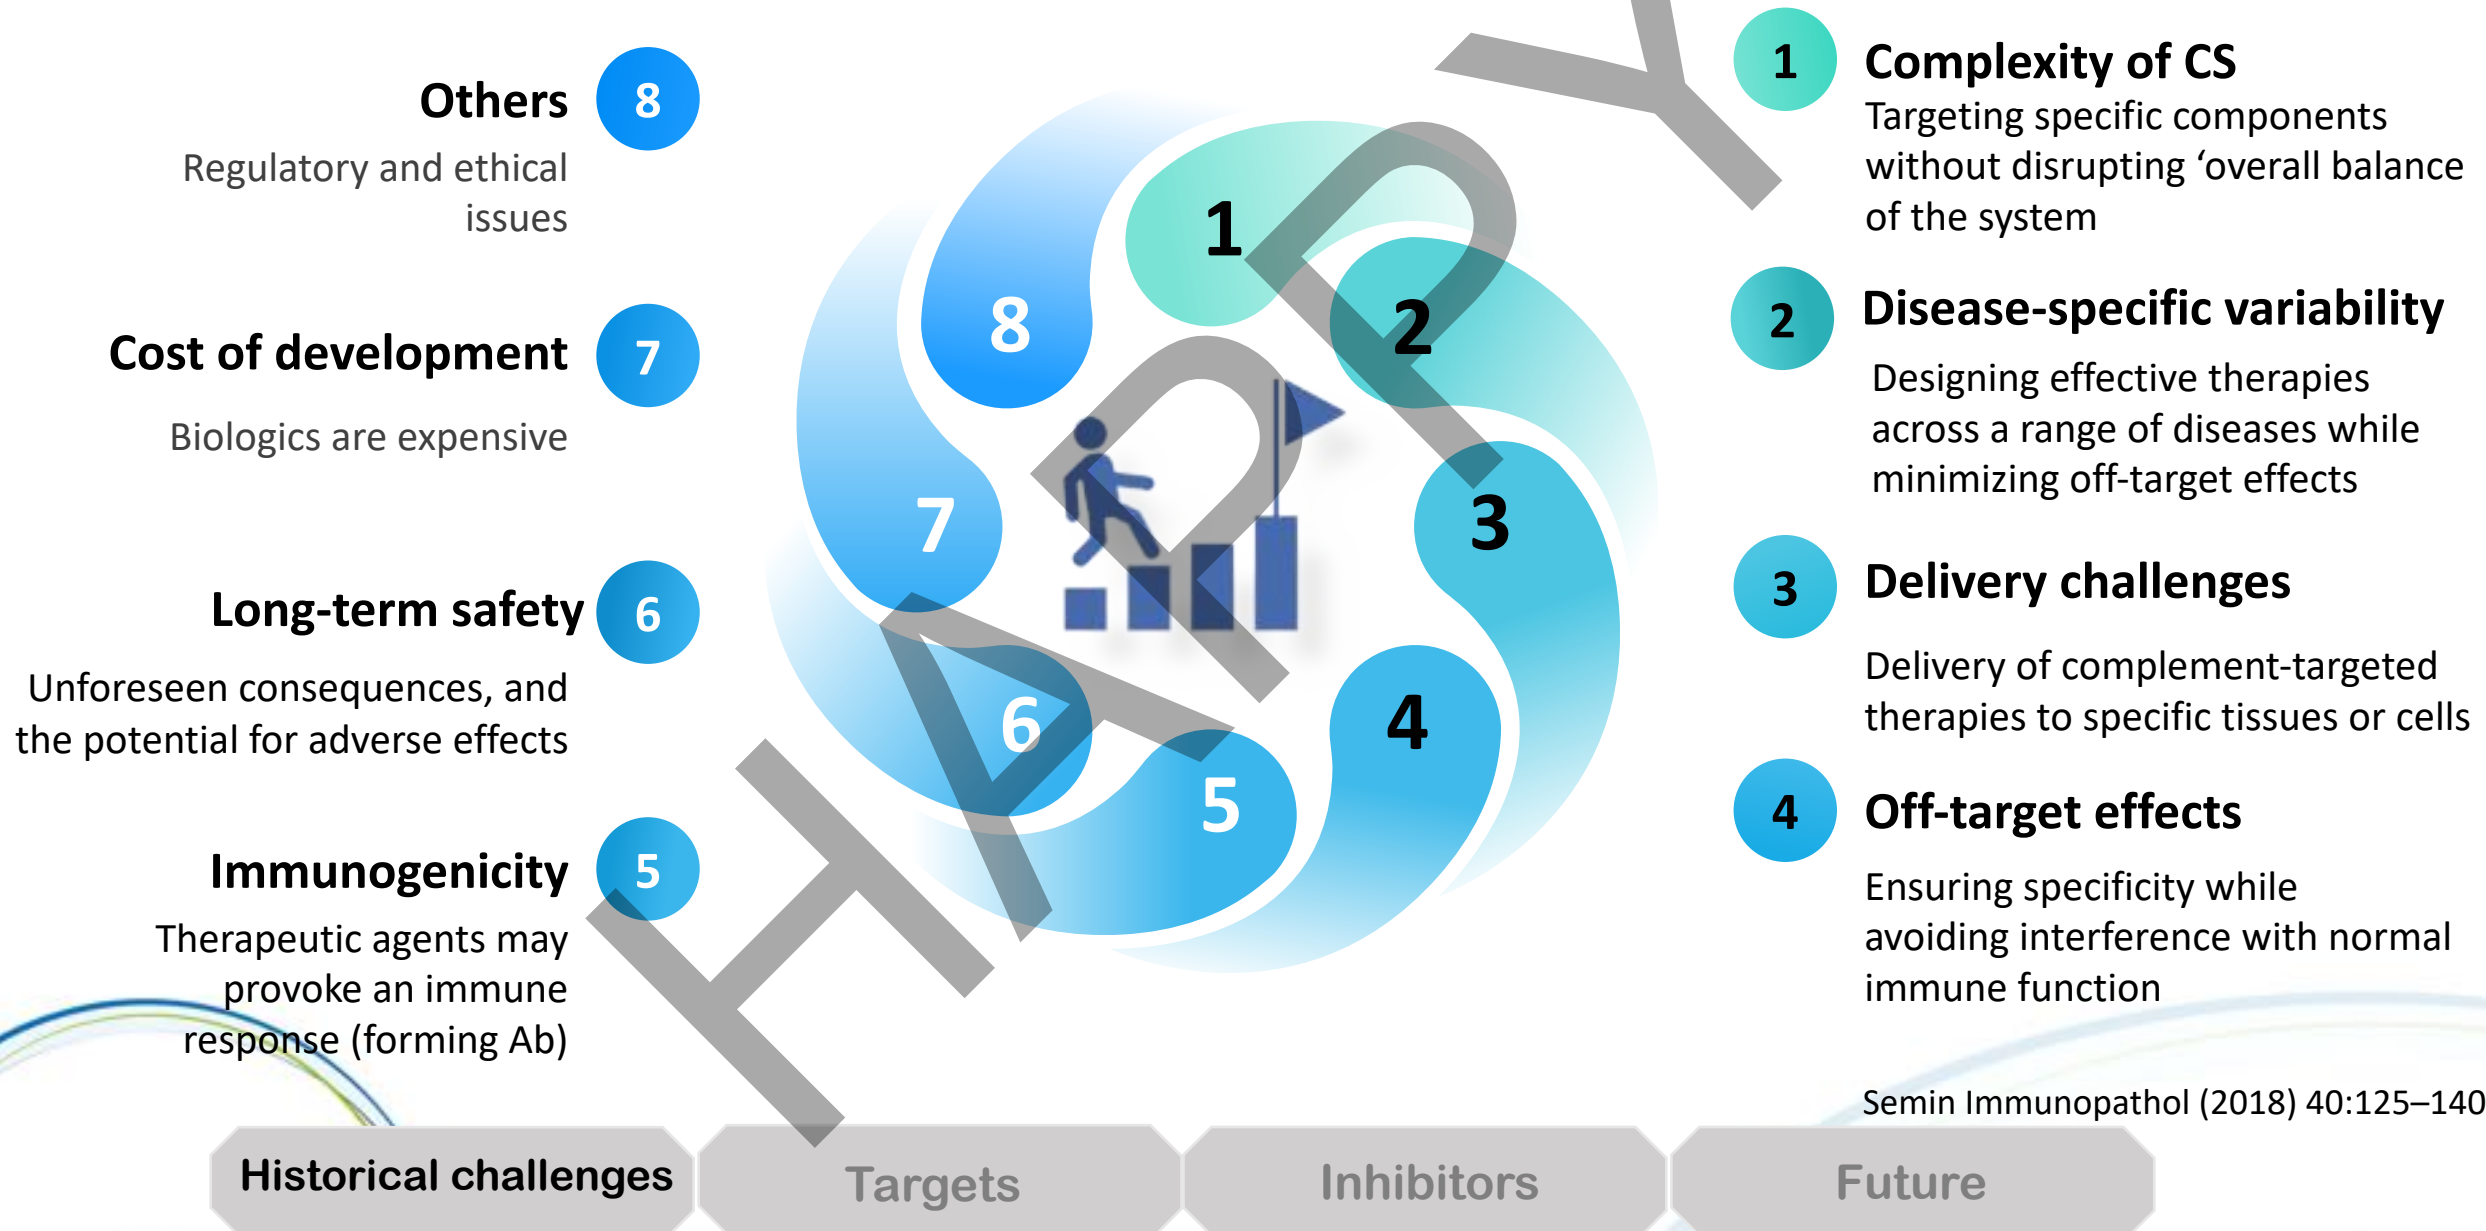 1
Complexity of CS
Targeting specific components
without disrupting ‘overall balance
of the system
2
Disease-specific variability
Designing effective therapies
across a range of diseases while
minimizing off-target effects
3
Delivery challenges
Delivery of complement-targeted
therapies to specific tissues or cells
4
Off-target effects
Ensuring specificity while
avoiding interference with normal
immune function
Others
8
Regulatory and ethical
issues
Cost of development
7
Biologics are expensive
Long-term safety
6
Unforeseen consequences, and
the potential for adverse effects
Immunogenicity
5
Therapeutic agents may
provoke an immune
response (forming Ab)
1
2
3
4
5
6
7
8
HARPY
Semin Immunopathol (2018) 40:125–140
Historical challenges
Targets
Inhibitors
Future